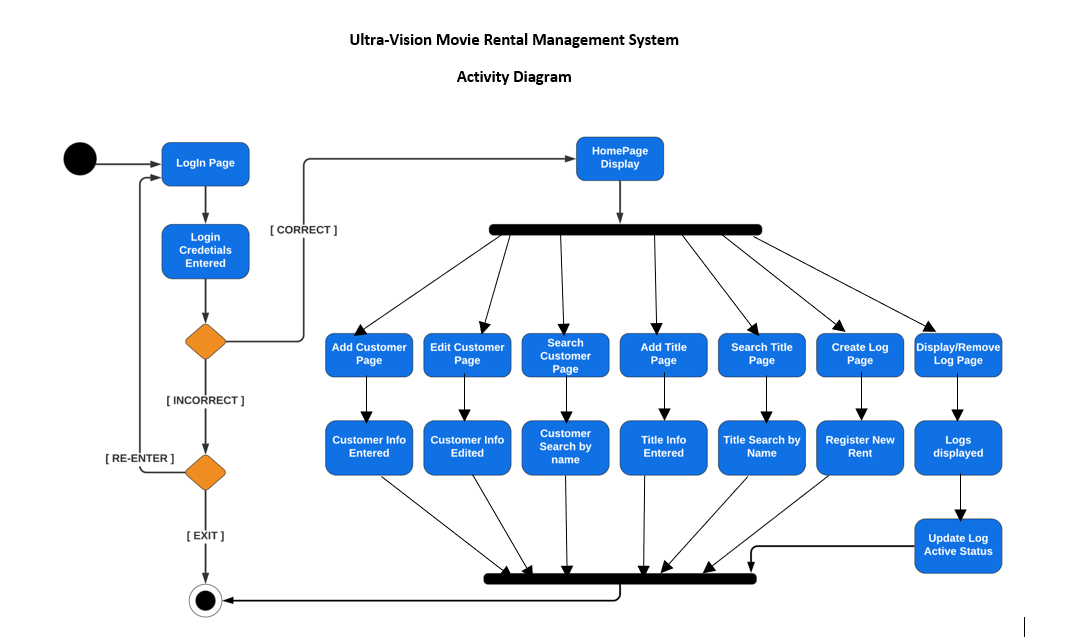 Ultra-Vision Movie Rental Management System
Activity Diagram
LogIn Page
HomePage
Display
[ CORRECT ]
Login
Credetials
Entered
Add Customer
Page
Edit Customer
Page
Search
Customer
Page
Add Title
Page
Search Title
Page
Create Log
Page
Display/Remove
Log Page
[ INCORRECT ]
Customer Info
Entered
Customer Info
Edited
Customer
Search by
name
Title Info
Entered
Title Search by
Name
Register New
Rent
Logs
displayed
[ RE-ENTER ]
[ EXIT ]
Update Log
Active Status